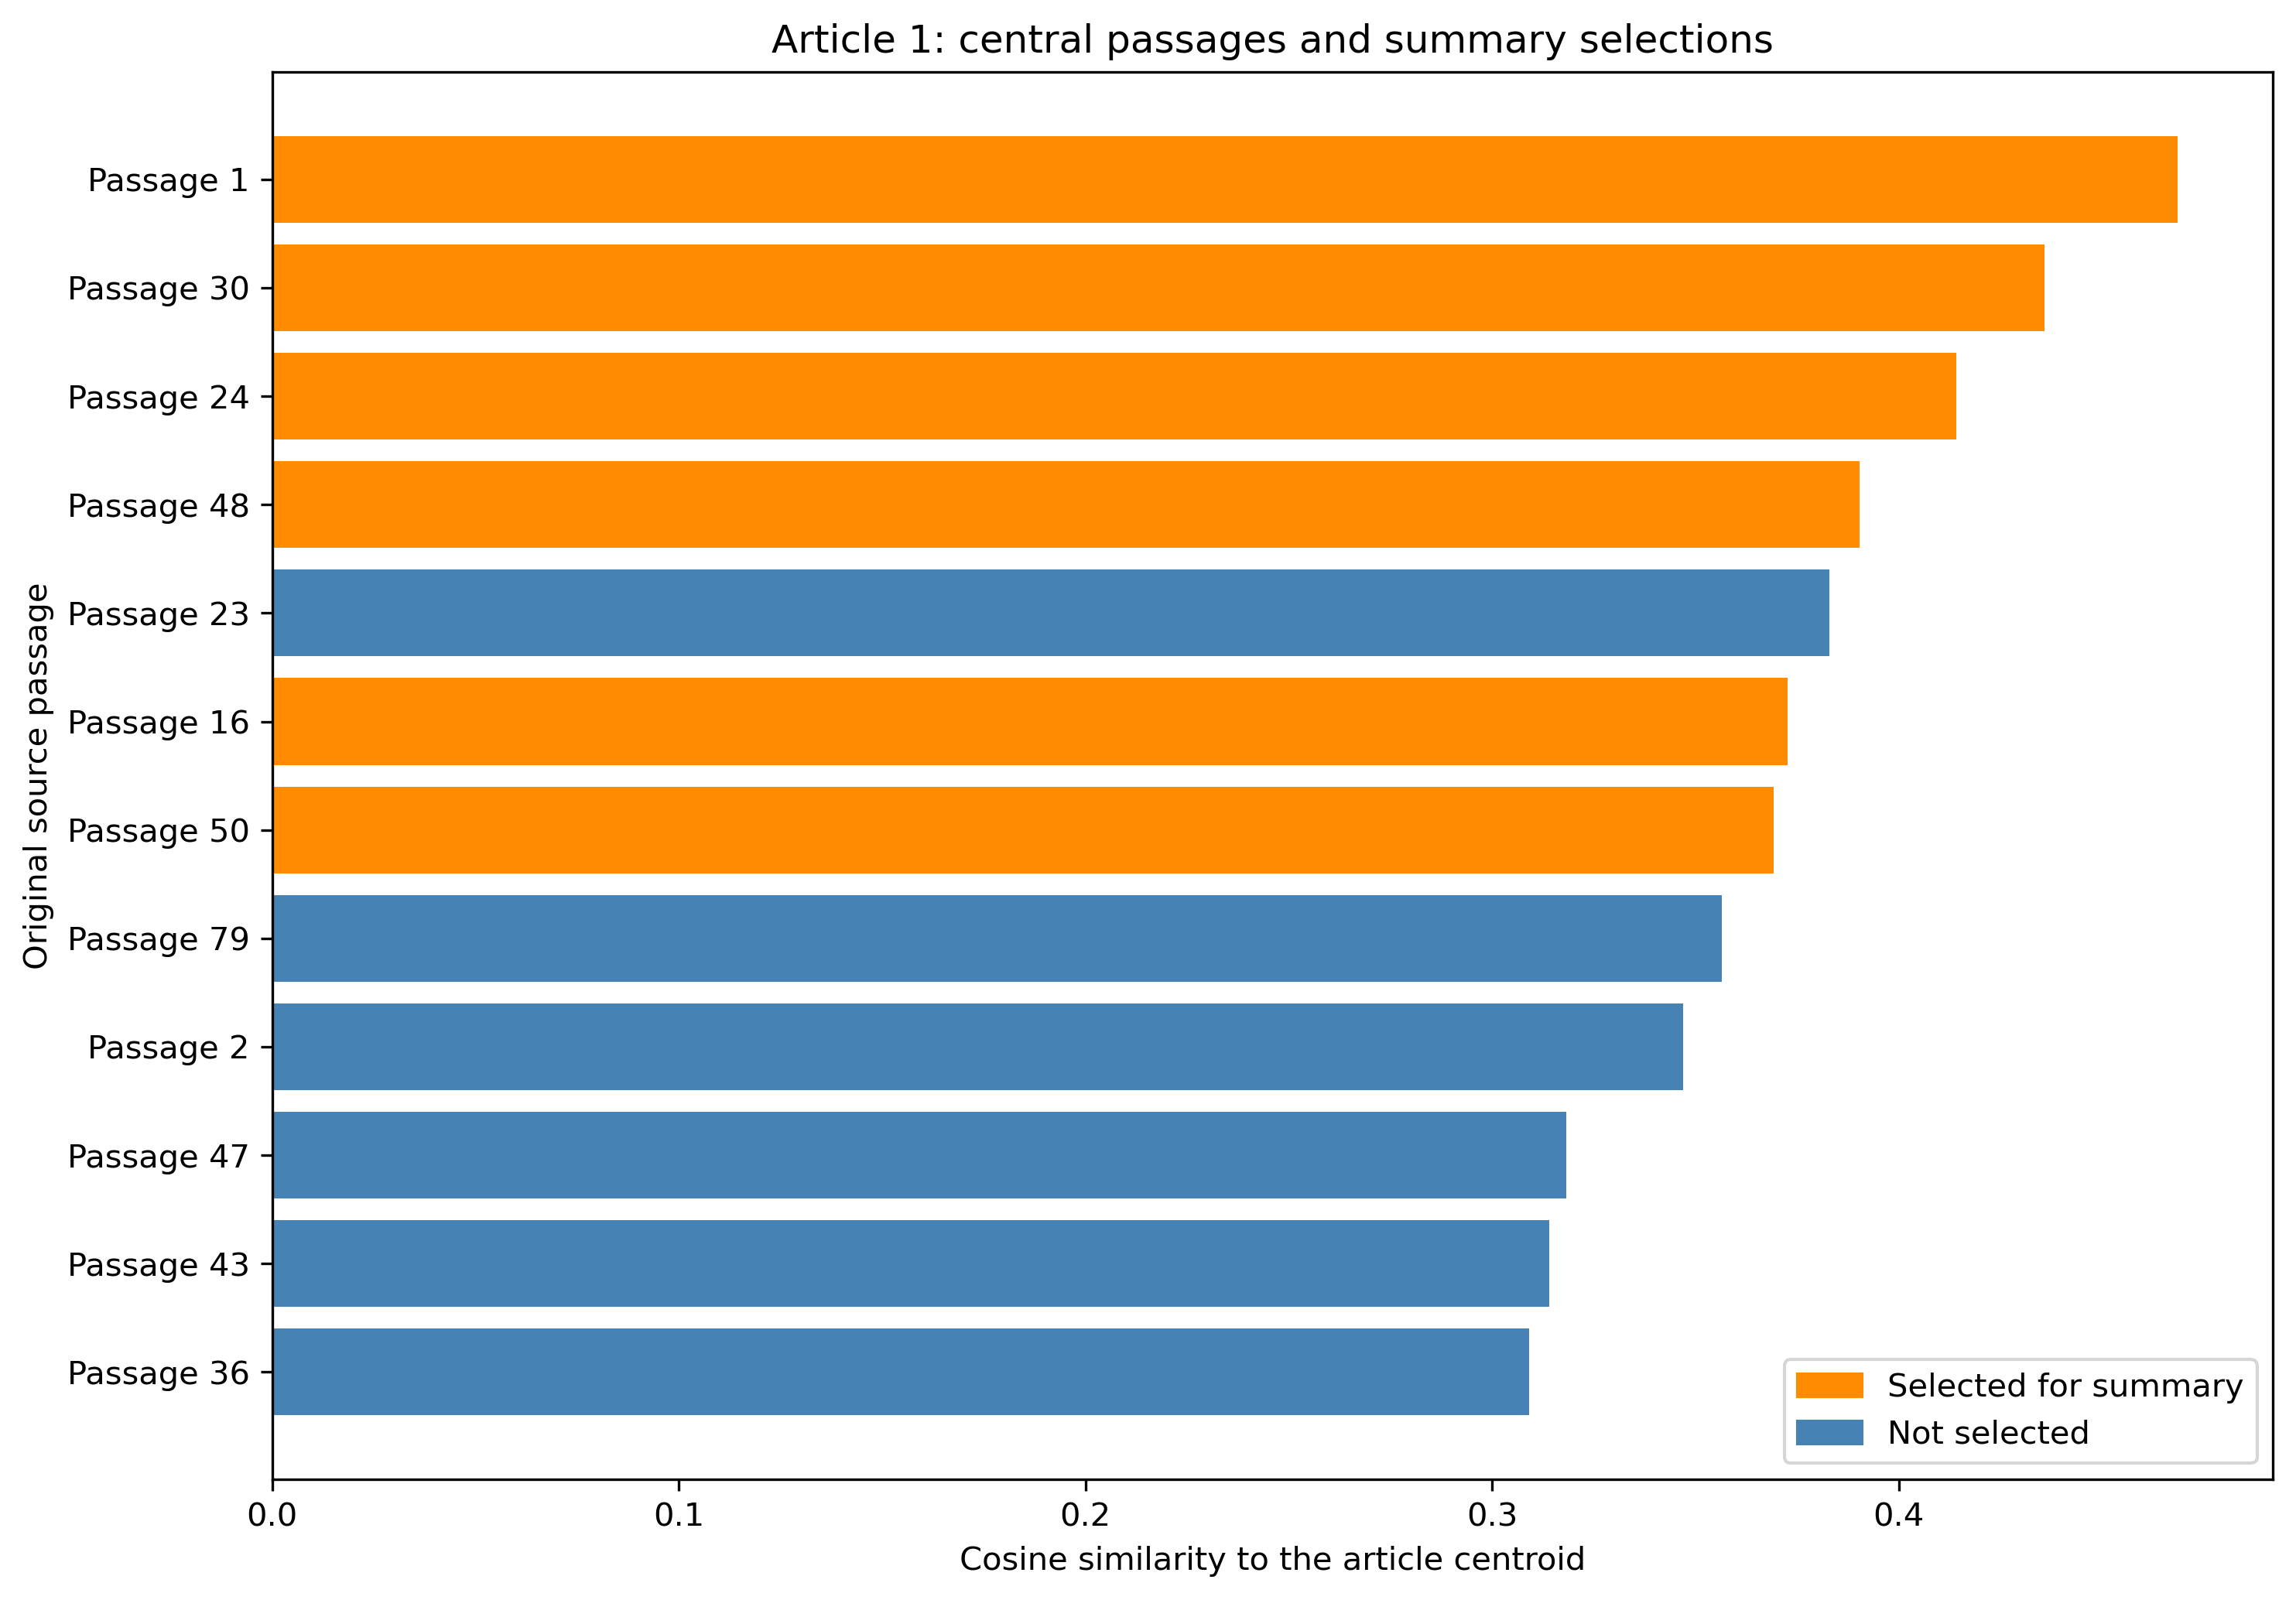 Article 1: central passages and summary selections
Original source passage
Passage 1
Passage 30
Passage 24
Passage 48
Passage 23
Passage 16
Passage 50
Passage 79
Passage 2
Passage 47
Passage 43
Passage 36
Selected for summary
Not selected
0.0 0.1 0.2 0.3 0.4
Cosine similarity to the article centroid